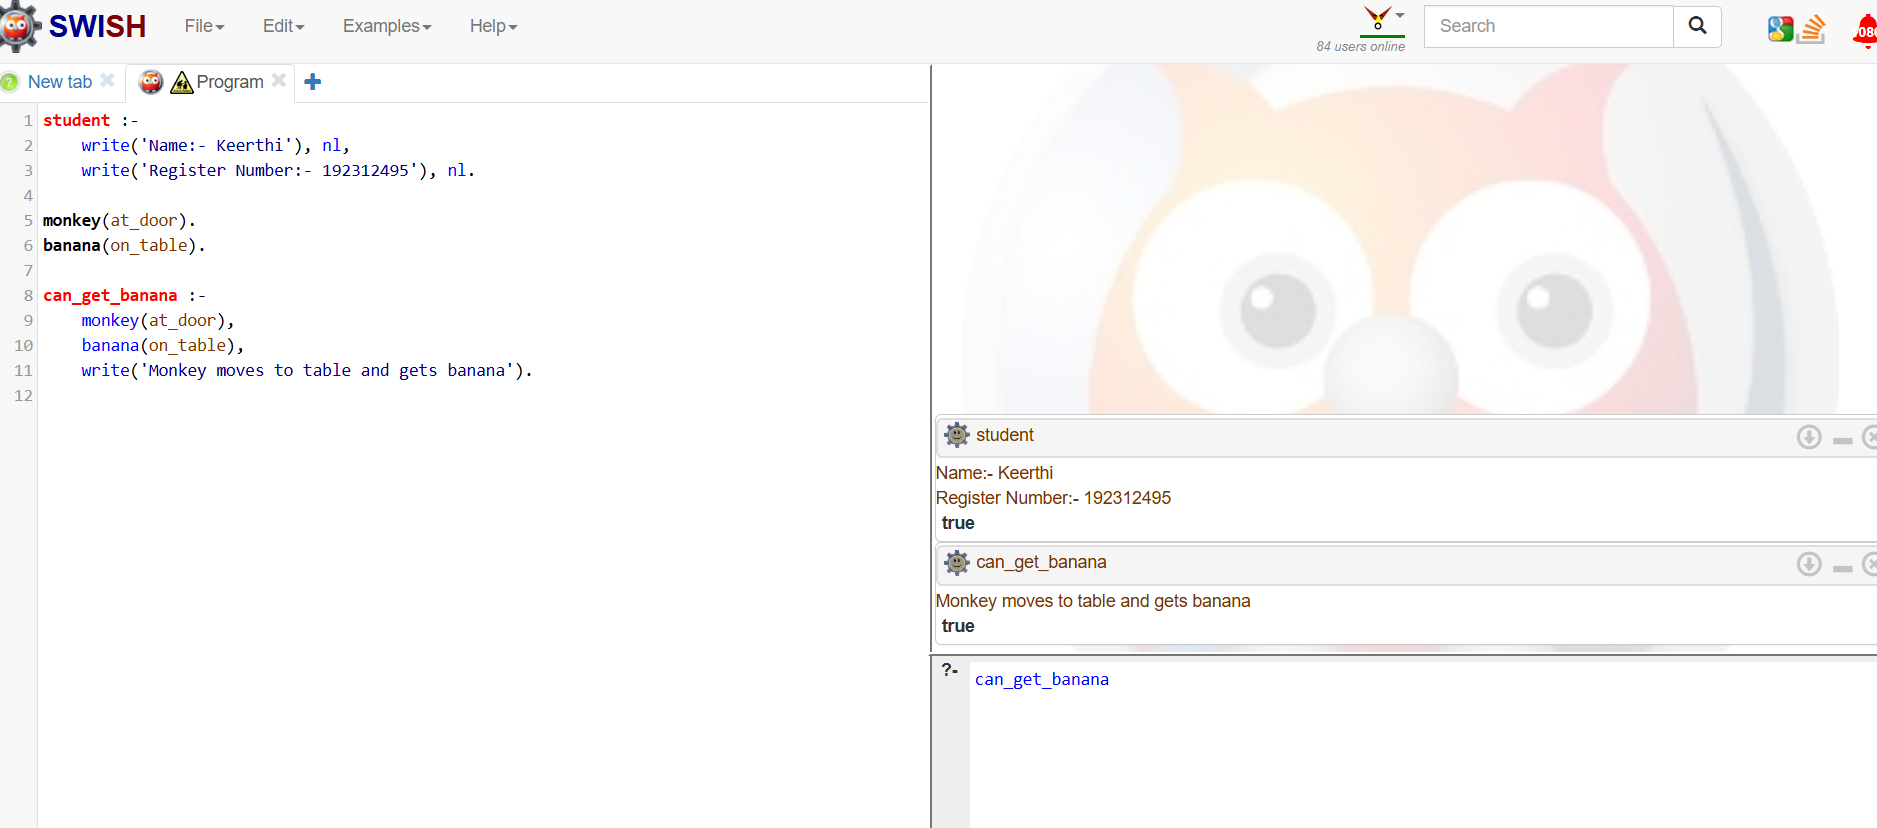 SWISH File Edit Examples Help 84 users online Search
New tab Program
1 student :-
2     write('Name:- Keerthi'), nl,
3     write('Register Number:- 192312495'), nl.
4
5 monkey(at_door).
6 banana(on_table).
7
8 can_get_banana :-
9     monkey(at_door),
10     banana(on_table),
11     write('Monkey moves to table and gets banana').
12
student
Name:- Keerthi
Register Number:- 192312495
true
can_get_banana
Monkey moves to table and gets banana
true
?- can_get_banana